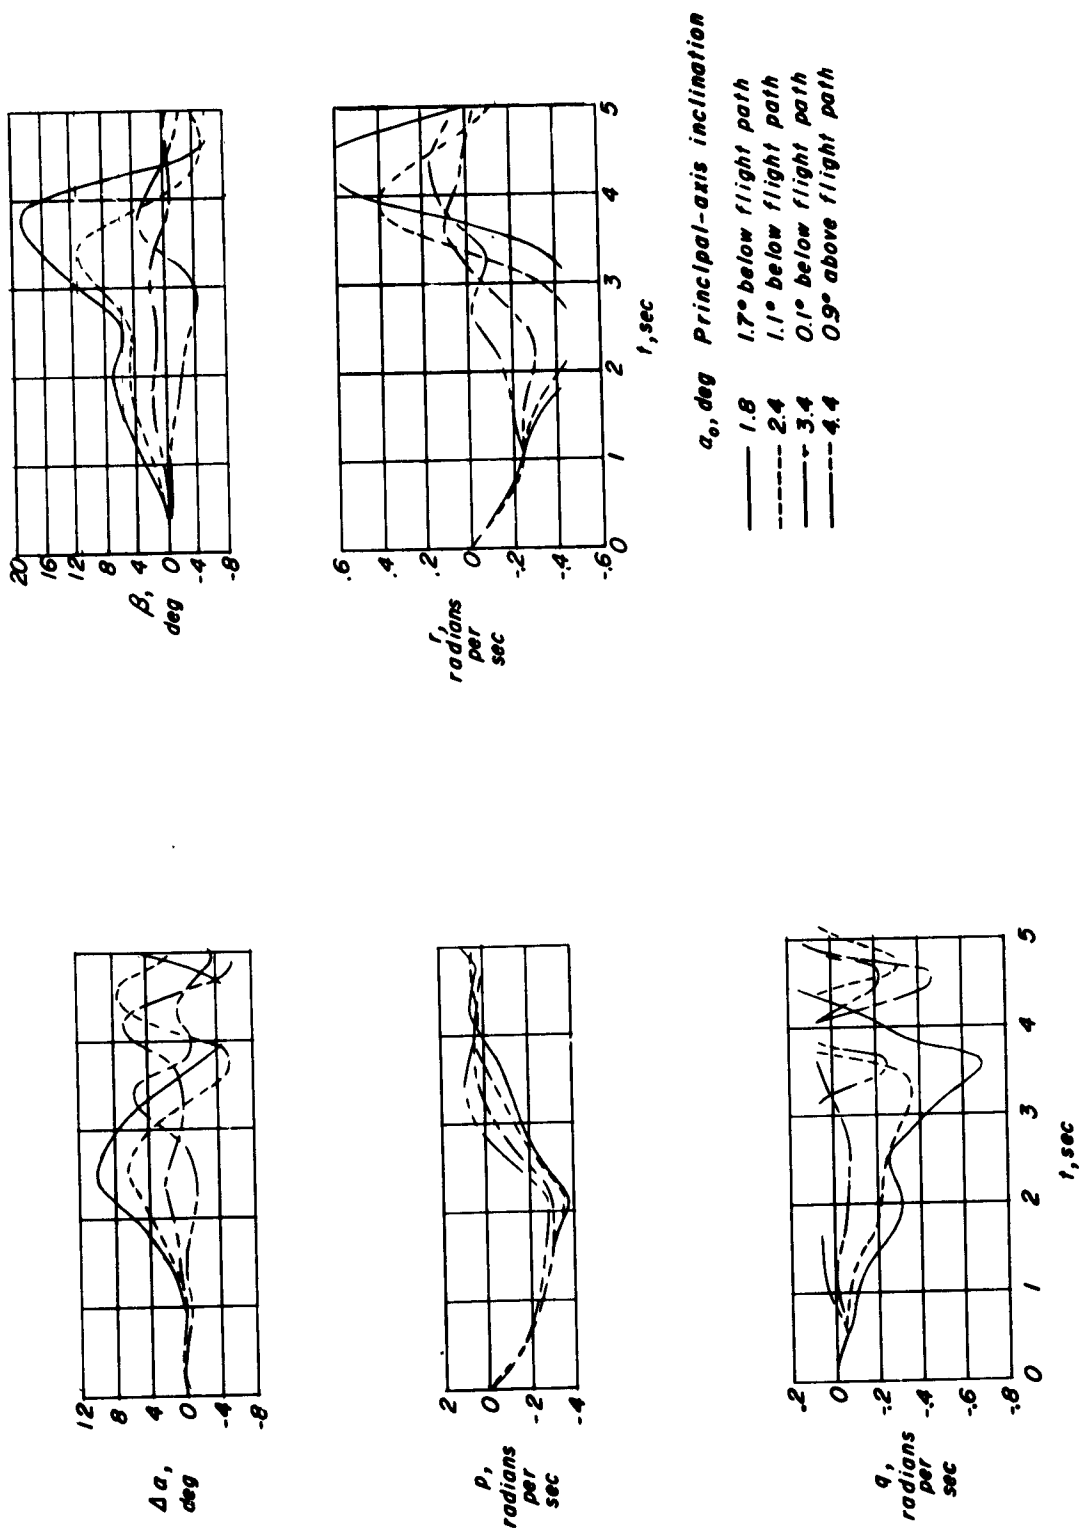 20
16
12
8
4
0
-4
-8
β,
deg
.6
.4
.2
0
-.2
-.4
-.6
r,
radians
per
sec
0 1 2 3 4 5
t, sec
α₀, deg Principal-axis inclination
1.8 1.7° below flight path
2.4 1.1° below flight path
3.4 0.1° below flight path
4.4 0.9° above flight path
12
8
4
0
-4
-8
Δα,
deg
2
0
-2
-4
p,
radians
per
sec
.2
0
-.2
-.4
-.6
-.8
q,
radians
per
sec
0 1 2 3 4 5
t, sec